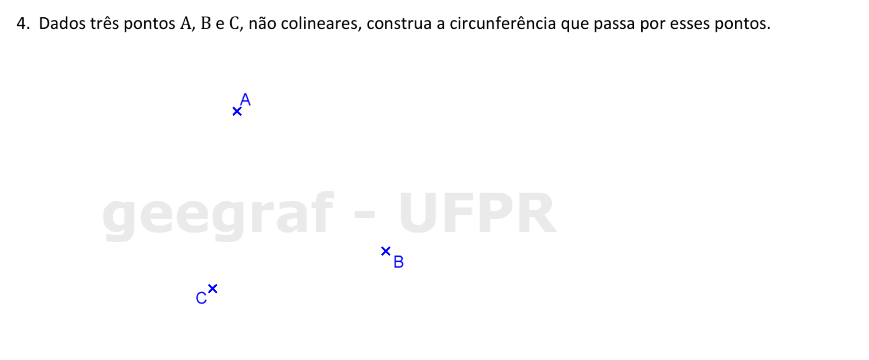 4. Dados três pontos A, B e C, não colineares, construa a circunferência que passa por esses pontos.
A
geegraf - UFPR
B
C